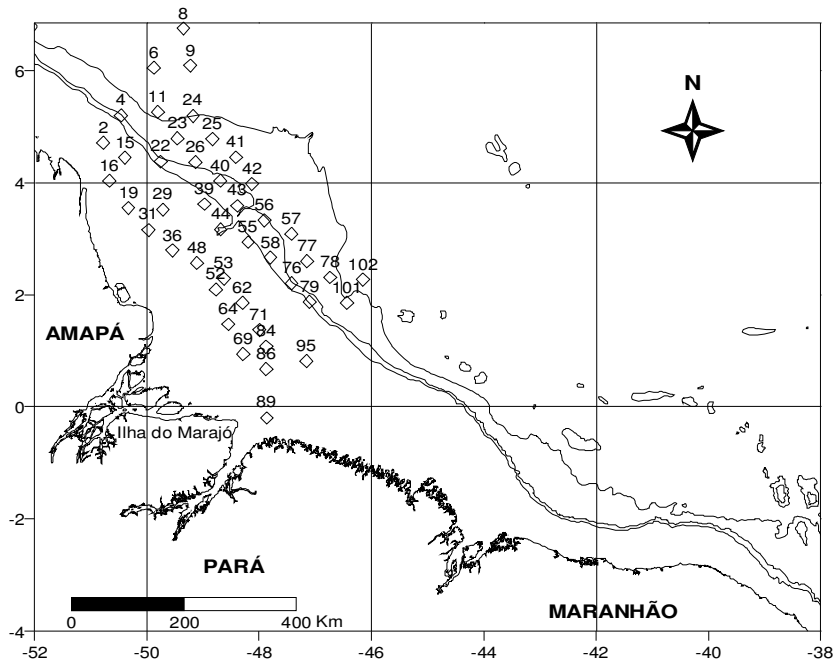 8
6
6 9
4 11 24
2 23 25
15 22 26 41
16 40 42
4
19 29 39 43
31 44 56 57
36 55
48 58 77
53 76 78 102
52
2 62 79 101
64 71
AMAPÁ 69 84
86 95
0 89
Ilha do Marajó
-2
PARÁ
MARANHÃO
-4 0 200 400 Km
-52 -50 -48 -46 -44 -42 -40 -38
N